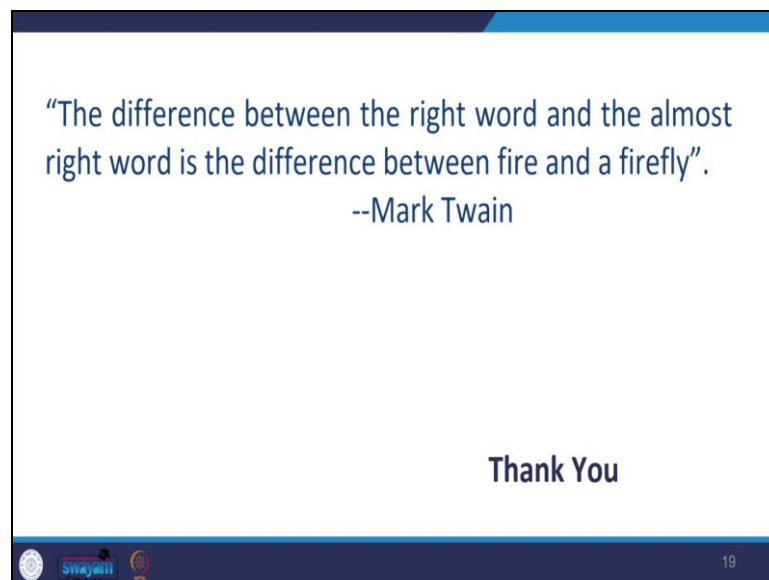 “The difference between the right word and the almost
right word is the difference between fire and a firefly”.
--Mark Twain
Thank You
swayam
19